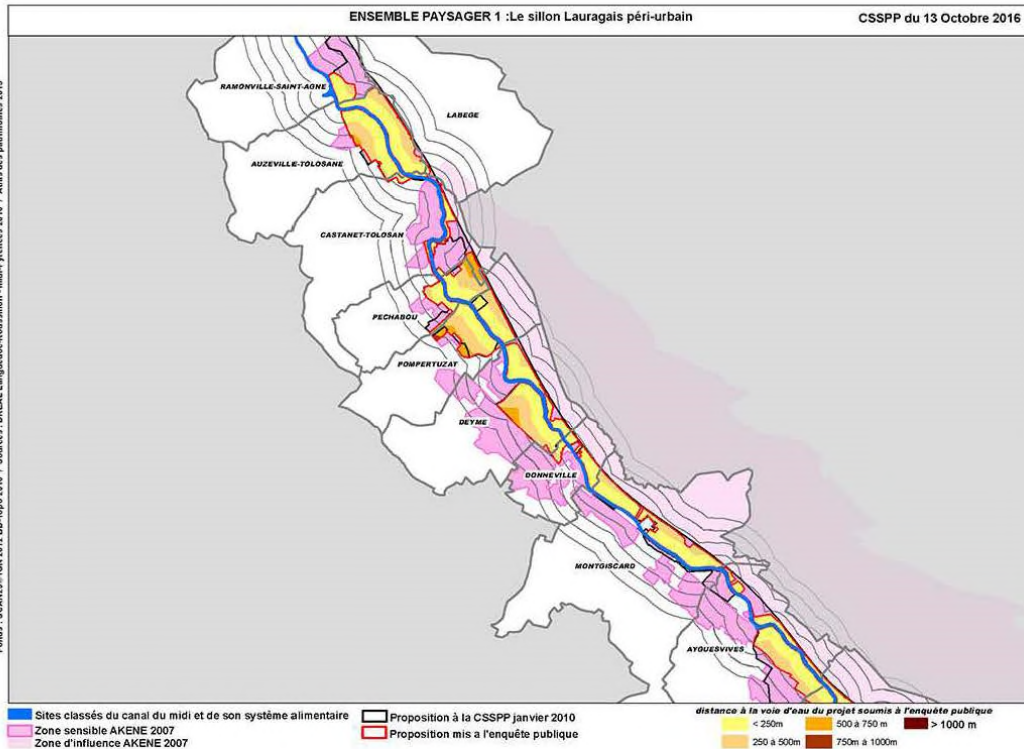 ENSEMBLE PAYSAGER 1 :Le sillon Lauragais péri-urbain
CSSPP du 13 Octobre 2016
RAMONVILLE-SAINT-AGNE
LABEGE
AUZEVILLE-TOLOSANE
CASTANET-TOLOSAN
PECHABOU
POMPERTUZAT
DEYME
DONNEVILLE
MONTGISCARD
AYGUESVIVES
Sites classés du canal du midi et de son système alimentaire
Zone sensible AKENE 2007
Zone d'influence AKENE 2007
Proposition à la CSSPP janvier 2010
Proposition mis a l'enquête publique
distance à la voie d'eau du projet soumis à l'enquête publique
< 250m
500 à 750 m
> 1000 m
250 à 500m
750m à 1000m